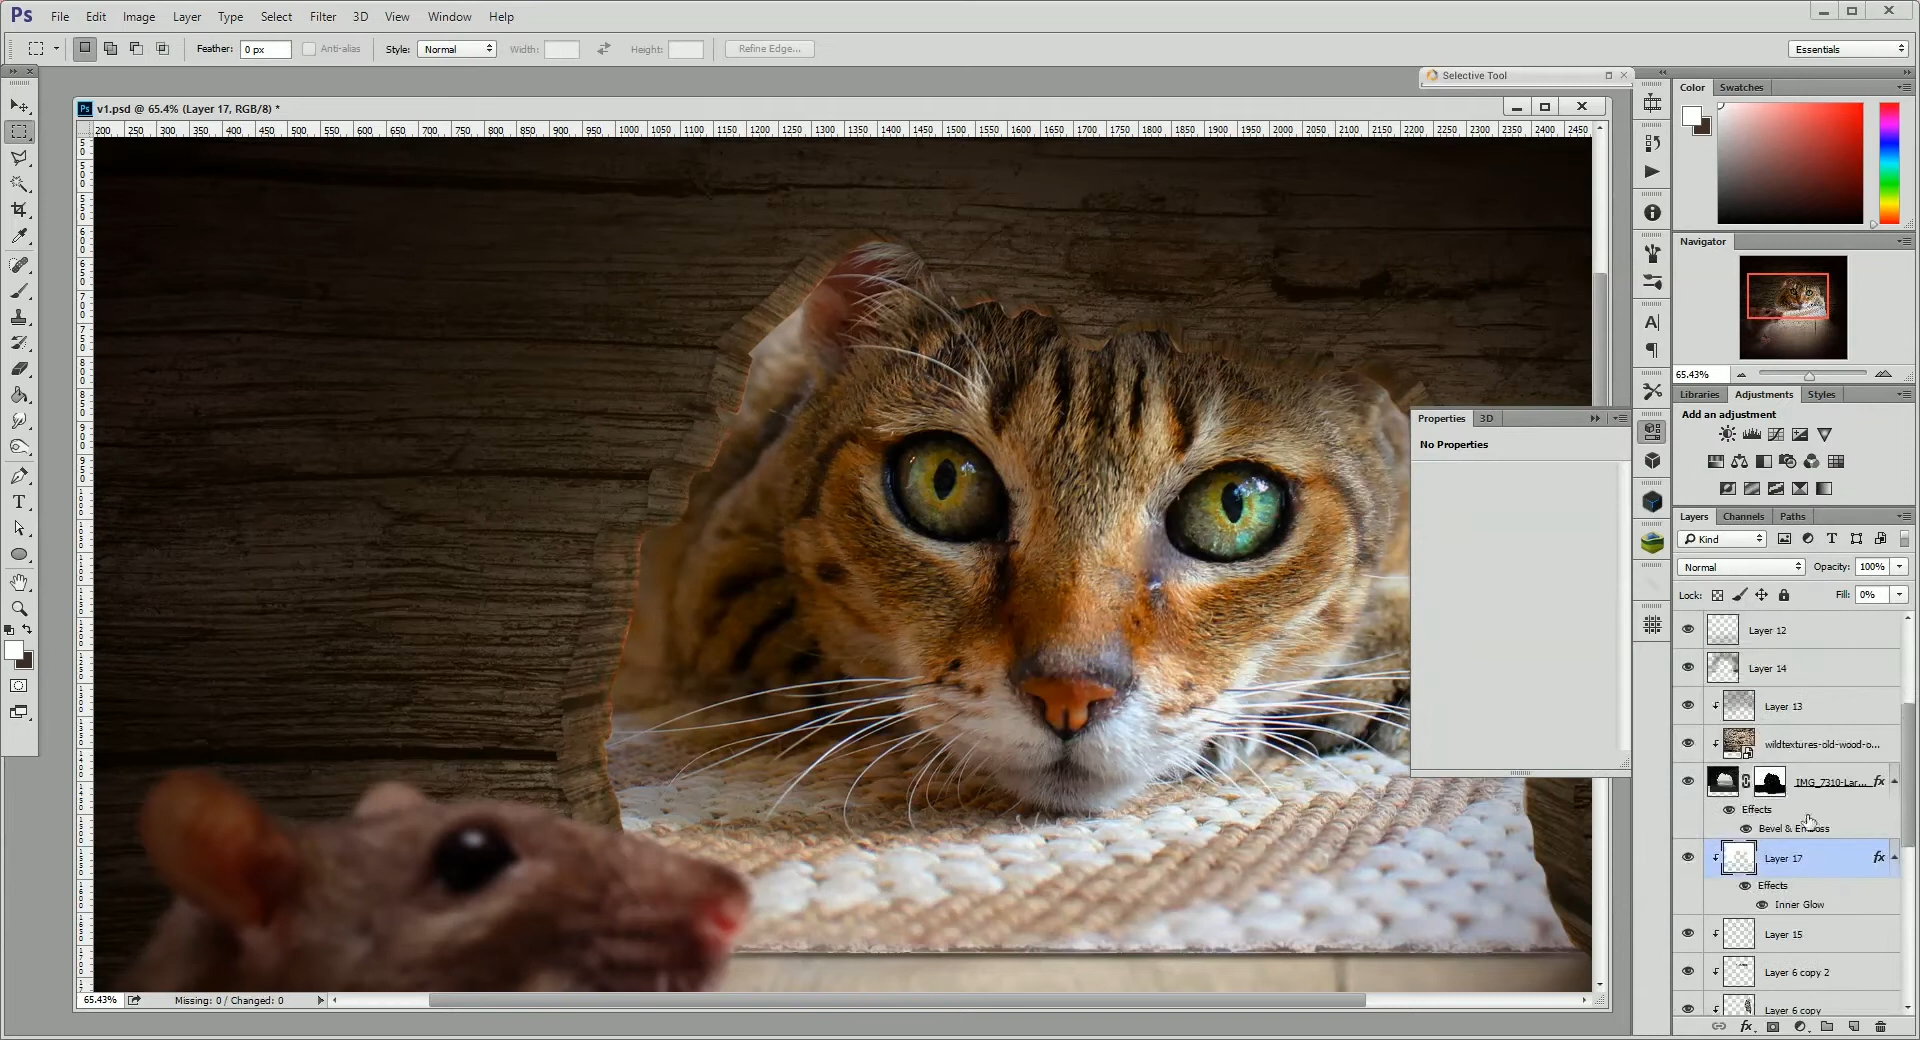 Ps File Edit Image Layer Type Select Filter 3D View Window Help
Feather: 0 px Anti-alias Style: Normal Width: Height: Refine Edge... Essentials
Selective Tool
v1.psd @ 65.4% (Layer 17, RGB/8) *
200 250 300 350 400 450 500 550 600 650 700 750 800 850 900 950 1000 1050 1100 1150 1200 1250 1300 1350 1400 1450 1500 1550 1600 1650 1700 1750 1800 1850 1900 1950 2000 2050 2100 2150 2200 2250 2300 2350 2400 2450
Color Swatches
Navigator
65.43%
Libraries Adjustments Styles
Add an adjustment
Properties 3D
No Properties
Layers Channels Paths
Kind
Normal Opacity: 100%
Lock: Fill: 0%
Layer 12
Layer 14
Layer 13
wildtextures-old-wood-o...
IMG_7310-Lar... fx
Effects
Bevel & Emboss
Layer 17 fx
Effects
Inner Glow
Layer 15
Layer 6 copy 2
Layer 6 copy
65.43% Missing: 0 / Changed: 0